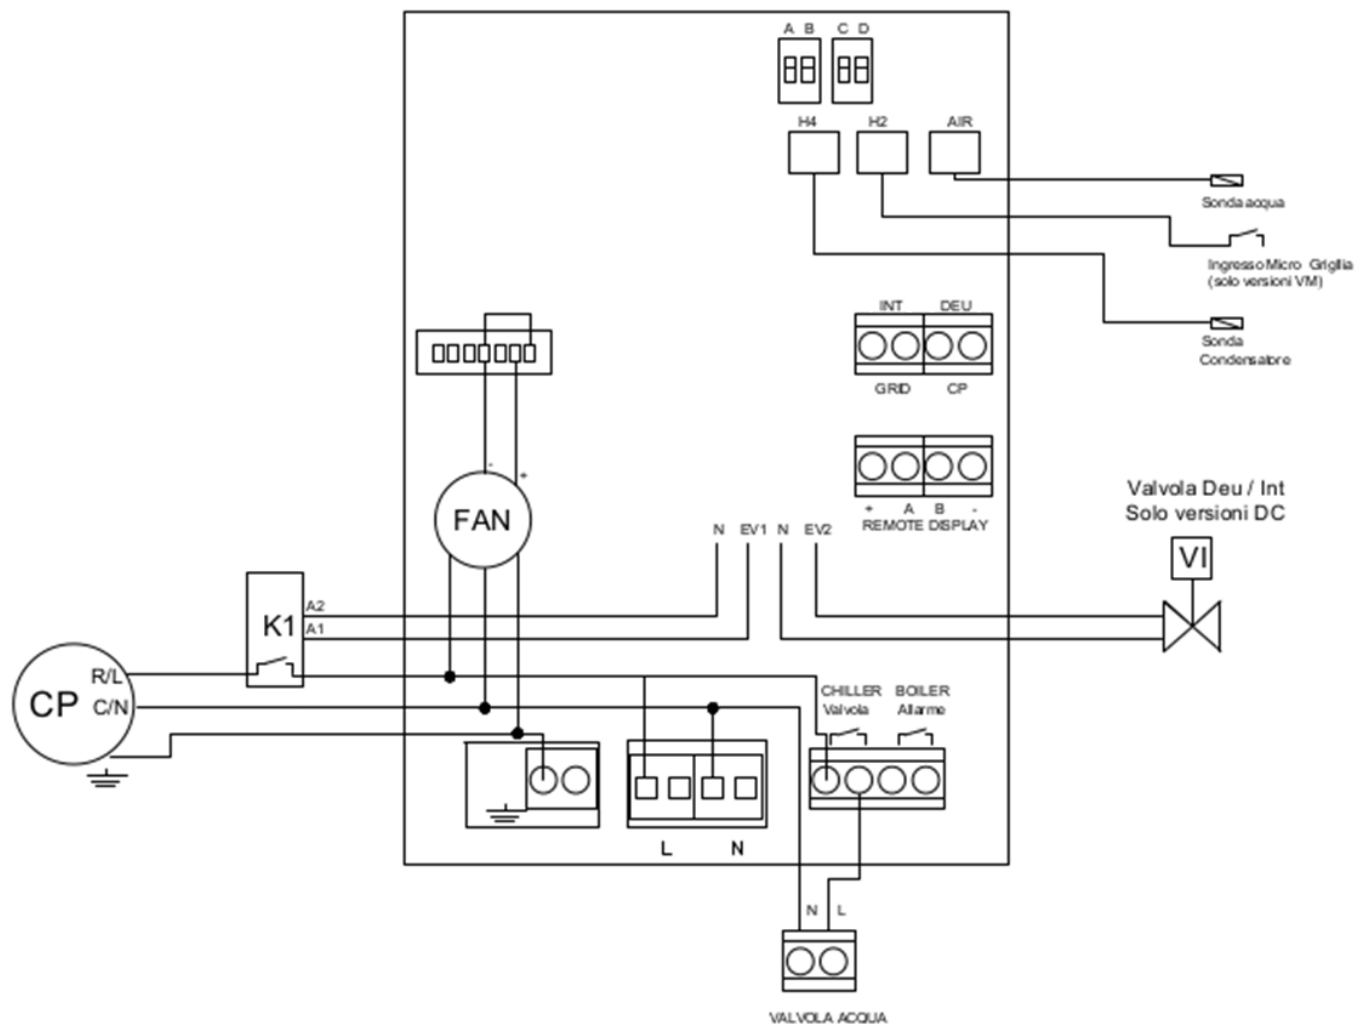 A B C D
H4 H2 AIR
Sonda acqua
Ingresso Micro Griglia
(solo versioni VM)
INT DEU
Sonda
Condensatore
GRID CP
- +
FAN
+ A B -
REMOTE DISPLAY
Valvola Deu / Int
Solo versioni DC
N EV1 N EV2
VI
K1
A2
A1
CP
R/L
C/N
CHILLER BOILER
Valvola Allarme
L N
N L
VALVOLA ACQUA